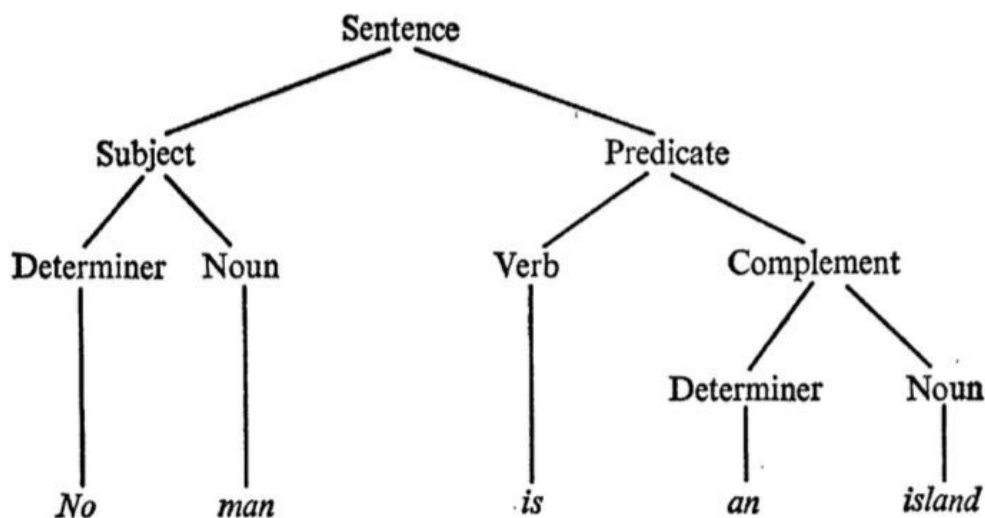 Sentence
Subject Predicate
Determiner Noun Verb Complement
Determiner Noun
No man is an island